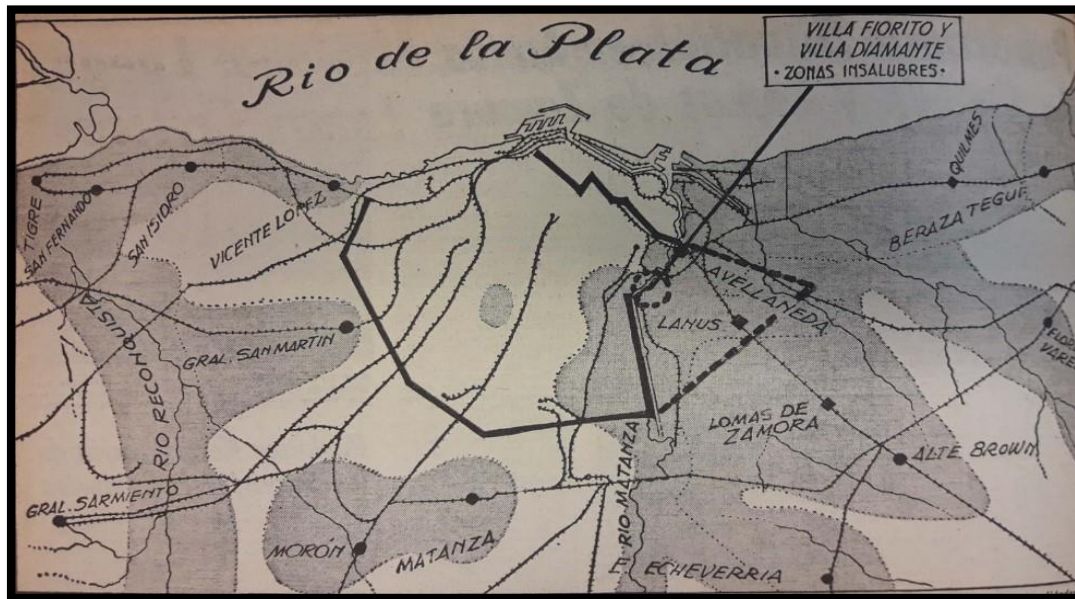 Rio de la Plata
VILLA FIORITO Y
VILLA DIAMANTE
• ZONAS INSALUBRES •
TIGRE
SAN FERNANDO
SAN ISIDRO
VICENTE LOPEZ
QUILMES
BERAZATEGUI
RIO RECONQUISTA
GRAL. SAN MARTIN
AVELLANEDA
LANUS
LOMAS DE
ZAMORA
ALTE BROWN
GRAL. SARMIENTO
MORÓN
MATANZA
RIO MATANZA
E. ECHEVERRIA